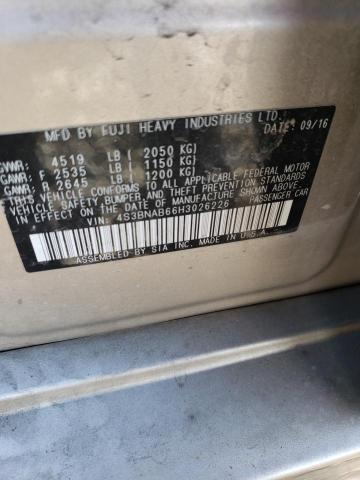 MFD BY FUJI HEAVY INDUSTRIES LTD.
DATE: 09/16
GVWR: 4519 LB ( 2050 KG)
GAWR: F 2535 LB ( 1150 KG)
GAWR: R 2645 LB ( 1200 KG)
THIS VEHICLE CONFORMS TO ALL APPLICABLE FEDERAL MOTOR
VEHICLE SAFETY, BUMPER, AND THEFT PREVENTION STANDARDS
IN EFFECT ON THE DATE OF MANUFACTURE SHOWN ABOVE.
VIN: 4S3BNAB66H3026226 PASSENGER CAR
ASSEMBLED BY SIA INC. MADE IN U.S.A.